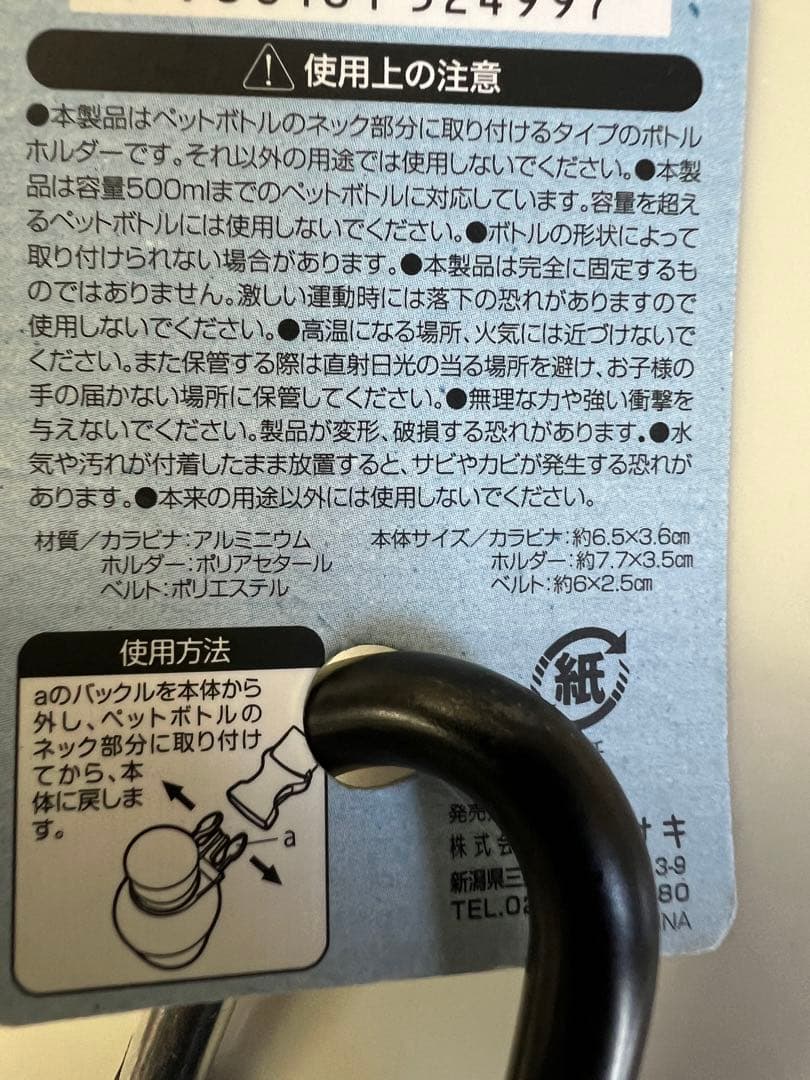 使用上の注意
●本製品はペットボトルのネック部分に取り付けるタイプのボトル
ホルダーです。それ以外の用途では使用しないでください。●本製
品は容量500mlまでのペットボトルに対応しています。容量を超え
るペットボトルには使用しないでください。●ボトルの形状によって
取り付けられない場合があります。●本製品は完全に固定するも
のではありません。激しい運動時には落下の恐れがありますので
使用しないでください。●高温になる場所、火気には近づけないで
ください。また保管する際は直射日光の当る場所を避け、お子様の
手の届かない場所に保管してください。●無理な力や強い衝撃を
与えないでください。製品が変形、破損する恐れがあります。●水
気や汚れが付着したまま放置すると、サビやカビが発生する恐れが
あります。●本来の用途以外には使用しないでください。
材質／カラビナ：アルミニウム
ホルダー：ポリアセタール
ベルト：ポリエステル
本体サイズ／カラビナ：約6.5×3.6㎝
ホルダー：約7.7×3.5㎝
ベルト：約6×2.5㎝
使用方法
aのバックルを本体から
外し、ペットボトルの
ネック部分に取り付け
てから、本
体に戻しま
す。
a
紙
発売
株式 キ
新潟県三 3-9
TEL.02 80